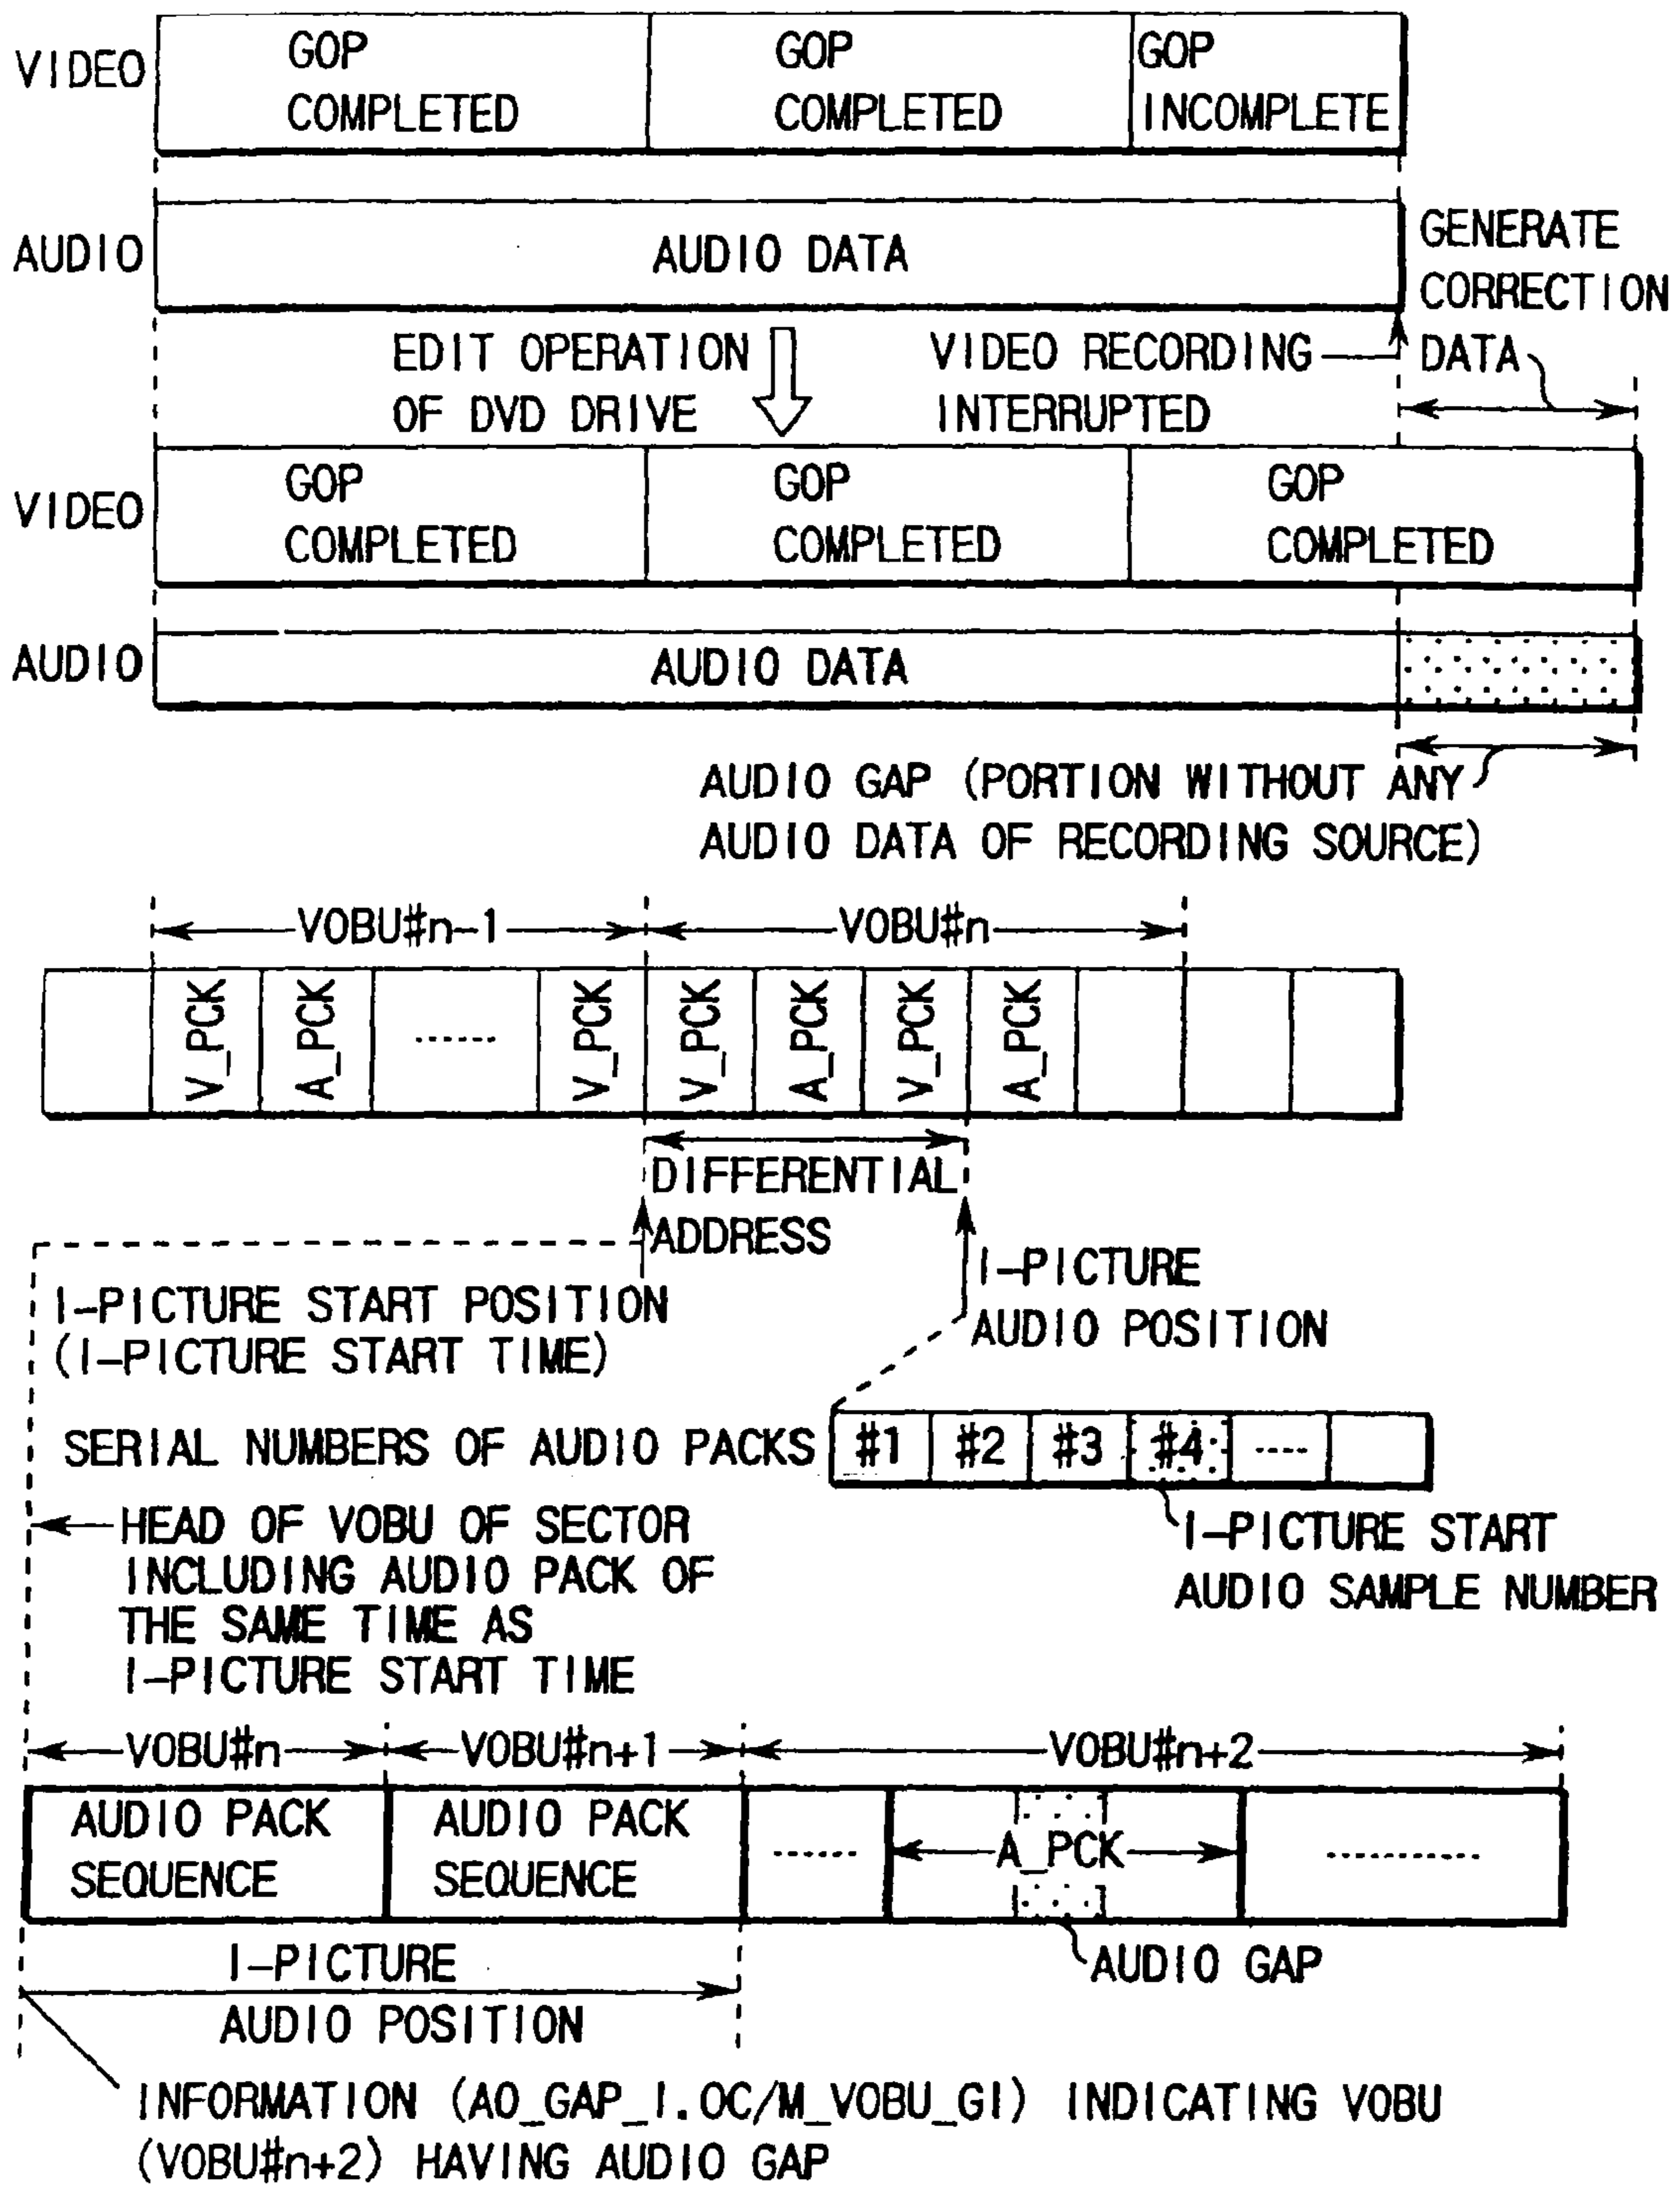 VIDEO
GOP
COMPLETED
GOP
COMPLETED
GOP
INCOMPLETE
AUDIO
AUDIO DATA
GENERATE
CORRECTION
DATA
EDIT OPERATION
OF DVD DRIVE
VIDEO RECORDING
INTERRUPTED
VIDEO
GOP
COMPLETED
GOP
COMPLETED
GOP
COMPLETED
AUDIO
AUDIO DATA
AUDIO GAP (PORTION WITHOUT ANY
AUDIO DATA OF RECORDING SOURCE)
VOBU#n-1
VOBU#n
V_PCK
A_PCK
V_PCK
V_PCK
A_PCK
V_PCK
A_PCK
DIFFERENTIAL
ADDRESS
I-PICTURE START POSITION
(I-PICTURE START TIME)
I-PICTURE
AUDIO POSITION
SERIAL NUMBERS OF AUDIO PACKS
#1 #2 #3 #4
I-PICTURE START
AUDIO SAMPLE NUMBER
HEAD OF VOBU OF SECTOR
INCLUDING AUDIO PACK OF
THE SAME TIME AS
I-PICTURE START TIME
VOBU#n
VOBU#n+1
VOBU#n+2
AUDIO PACK
SEQUENCE
AUDIO PACK
SEQUENCE
A_PCK
AUDIO GAP
I-PICTURE
AUDIO POSITION
INFORMATION (A0_GAP_I.OC/M_VOBU_GI) INDICATING VOBU
(VOBU#n+2) HAVING AUDIO GAP